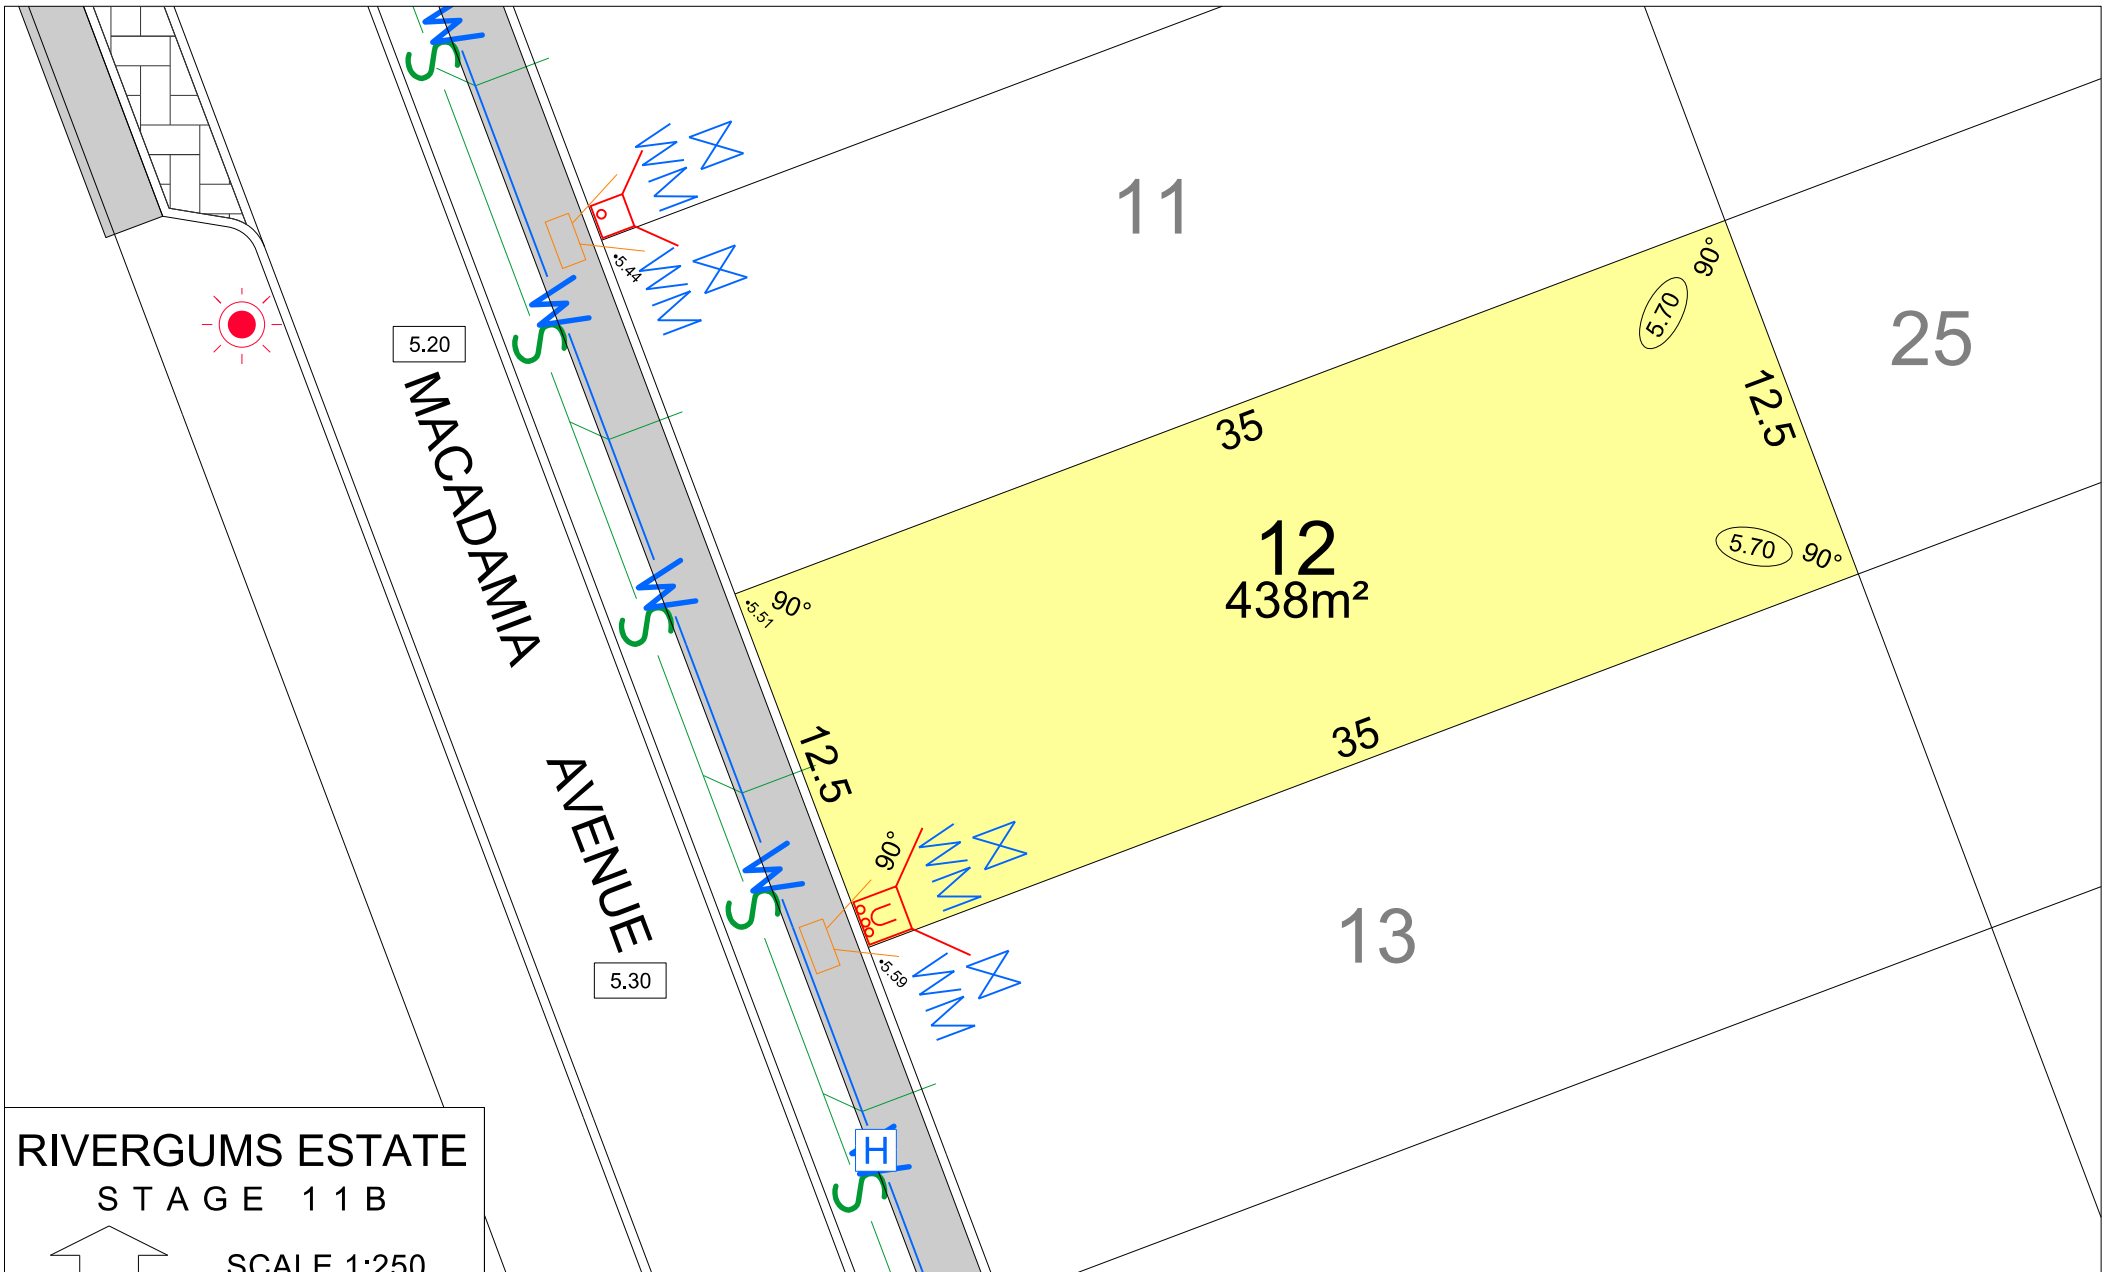 W
S
W
W
11
•5.44
W
W
90°
5.70
25
W
S
5.20
MACADAMIA
35
12.5
12
438m²
5.70
90°
W
S
•5.51
90°
AVENUE
12.5
35
W
S
90°
W
W
U
13
•5.59
W
W
5.30
W
H
S
RIVERGUMS ESTATE
STAGE 11B
SCALE 1:250